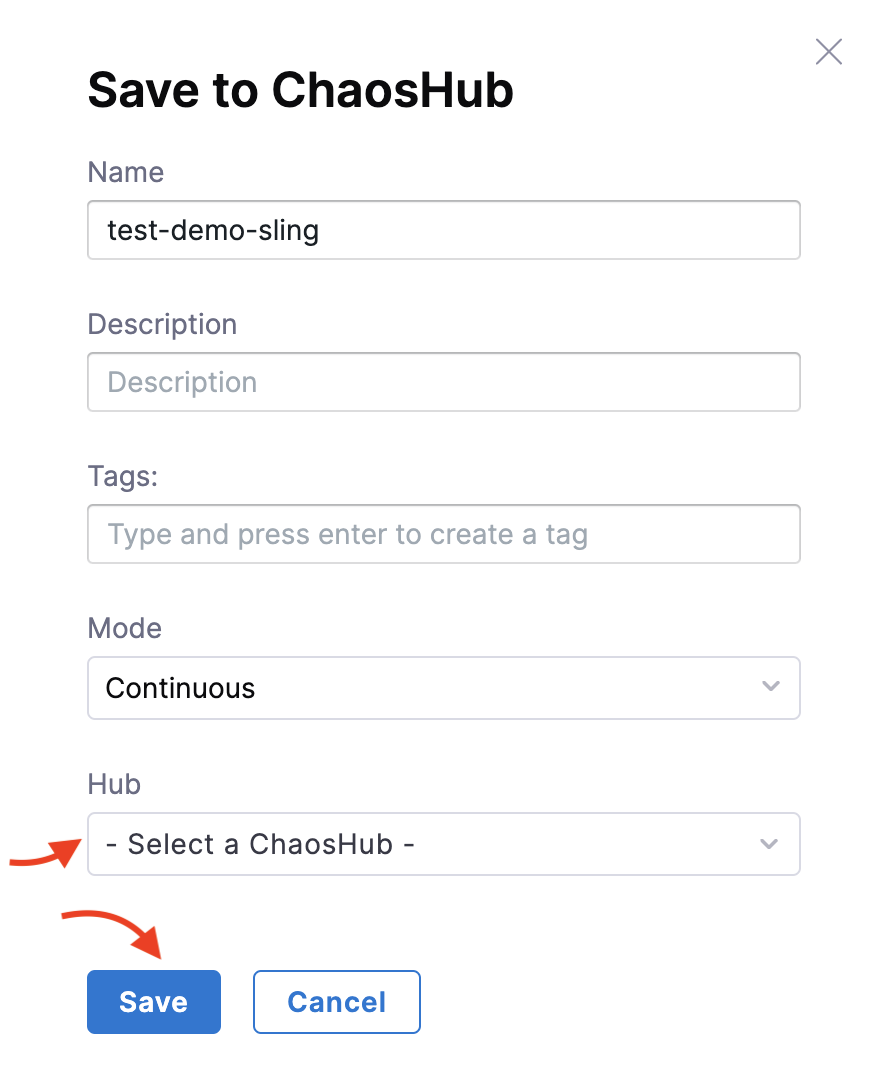 Save to ChaosHub
Name
test-demo-sling
Description
Description
Tags:
Type and press enter to create a tag
Mode
Continuous
Hub
- Select a ChaosHub -
Save
Cancel